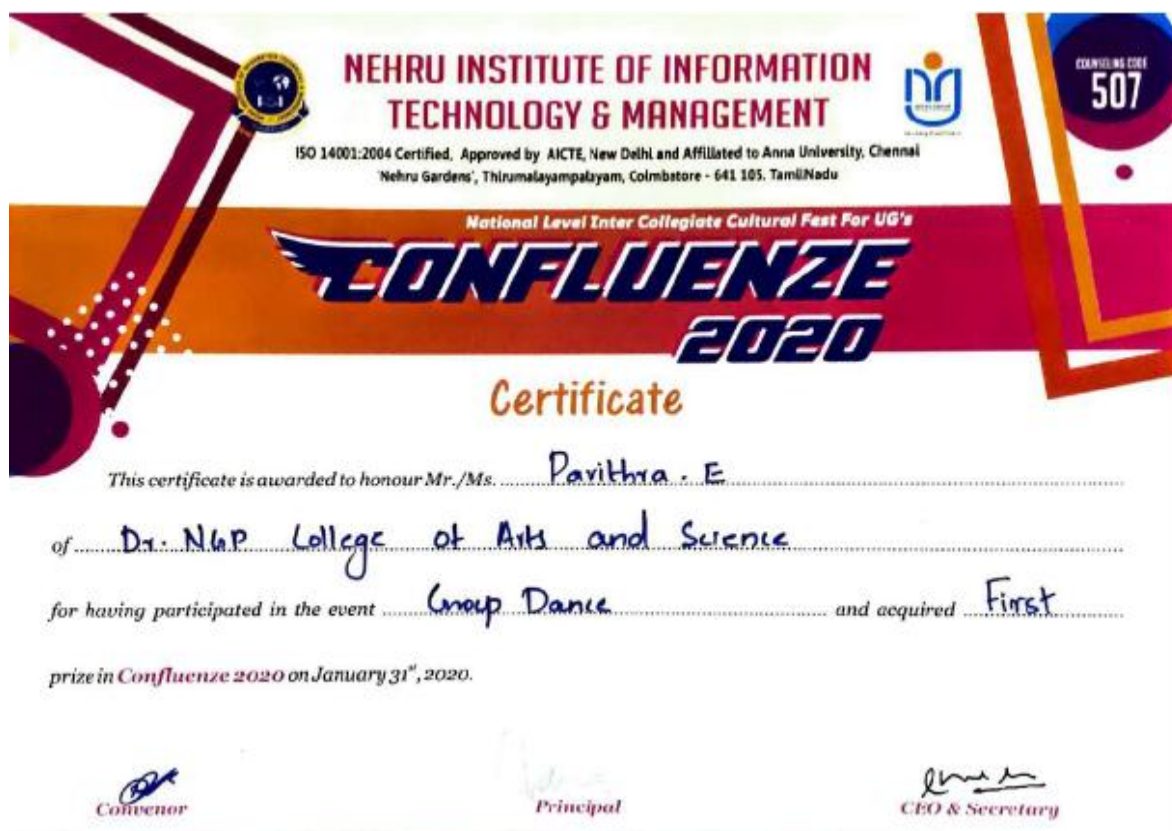 COUNSELING CODE
507
NEHRU INSTITUTE OF INFORMATION
TECHNOLOGY & MANAGEMENT
ISO 14001:2004 Certified, Approved by AICTE, New Delhi and Affiliated to Anna University, Chennai
'Nehru Gardens', Thirumalayampalayam, Coimbatore - 641 105. TamilNadu
National Level Inter Collegiate Cultural Fest For UG's
CONFLUENZE
2020
Certificate
This certificate is awarded to honour Mr./Ms. Pavithra . E
of Dr. NGP College of Arts and Science
for having participated in the event Group Dance and acquired First
prize in Confluenze 2020 on January 31st, 2020.
Convenor Principal CEO & Secretary